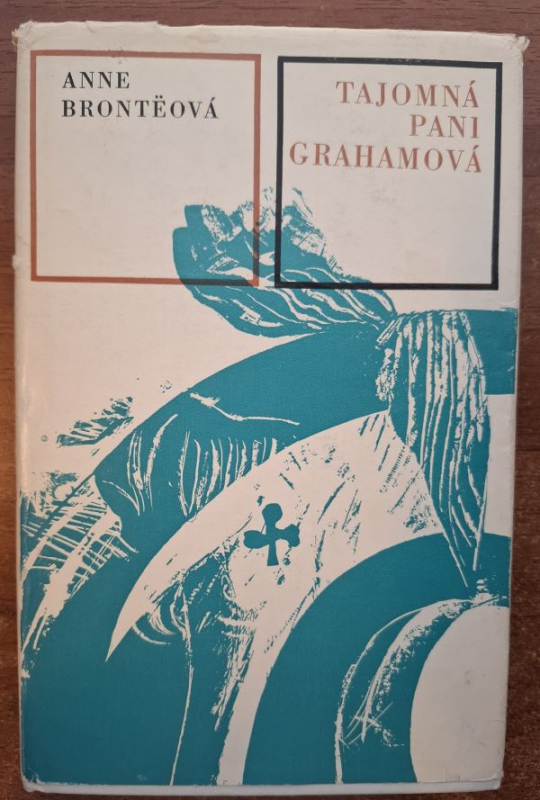 ANNE
BRONTËOVÁ
TAJOMNÁ
PANI
GRAHAMOVÁ